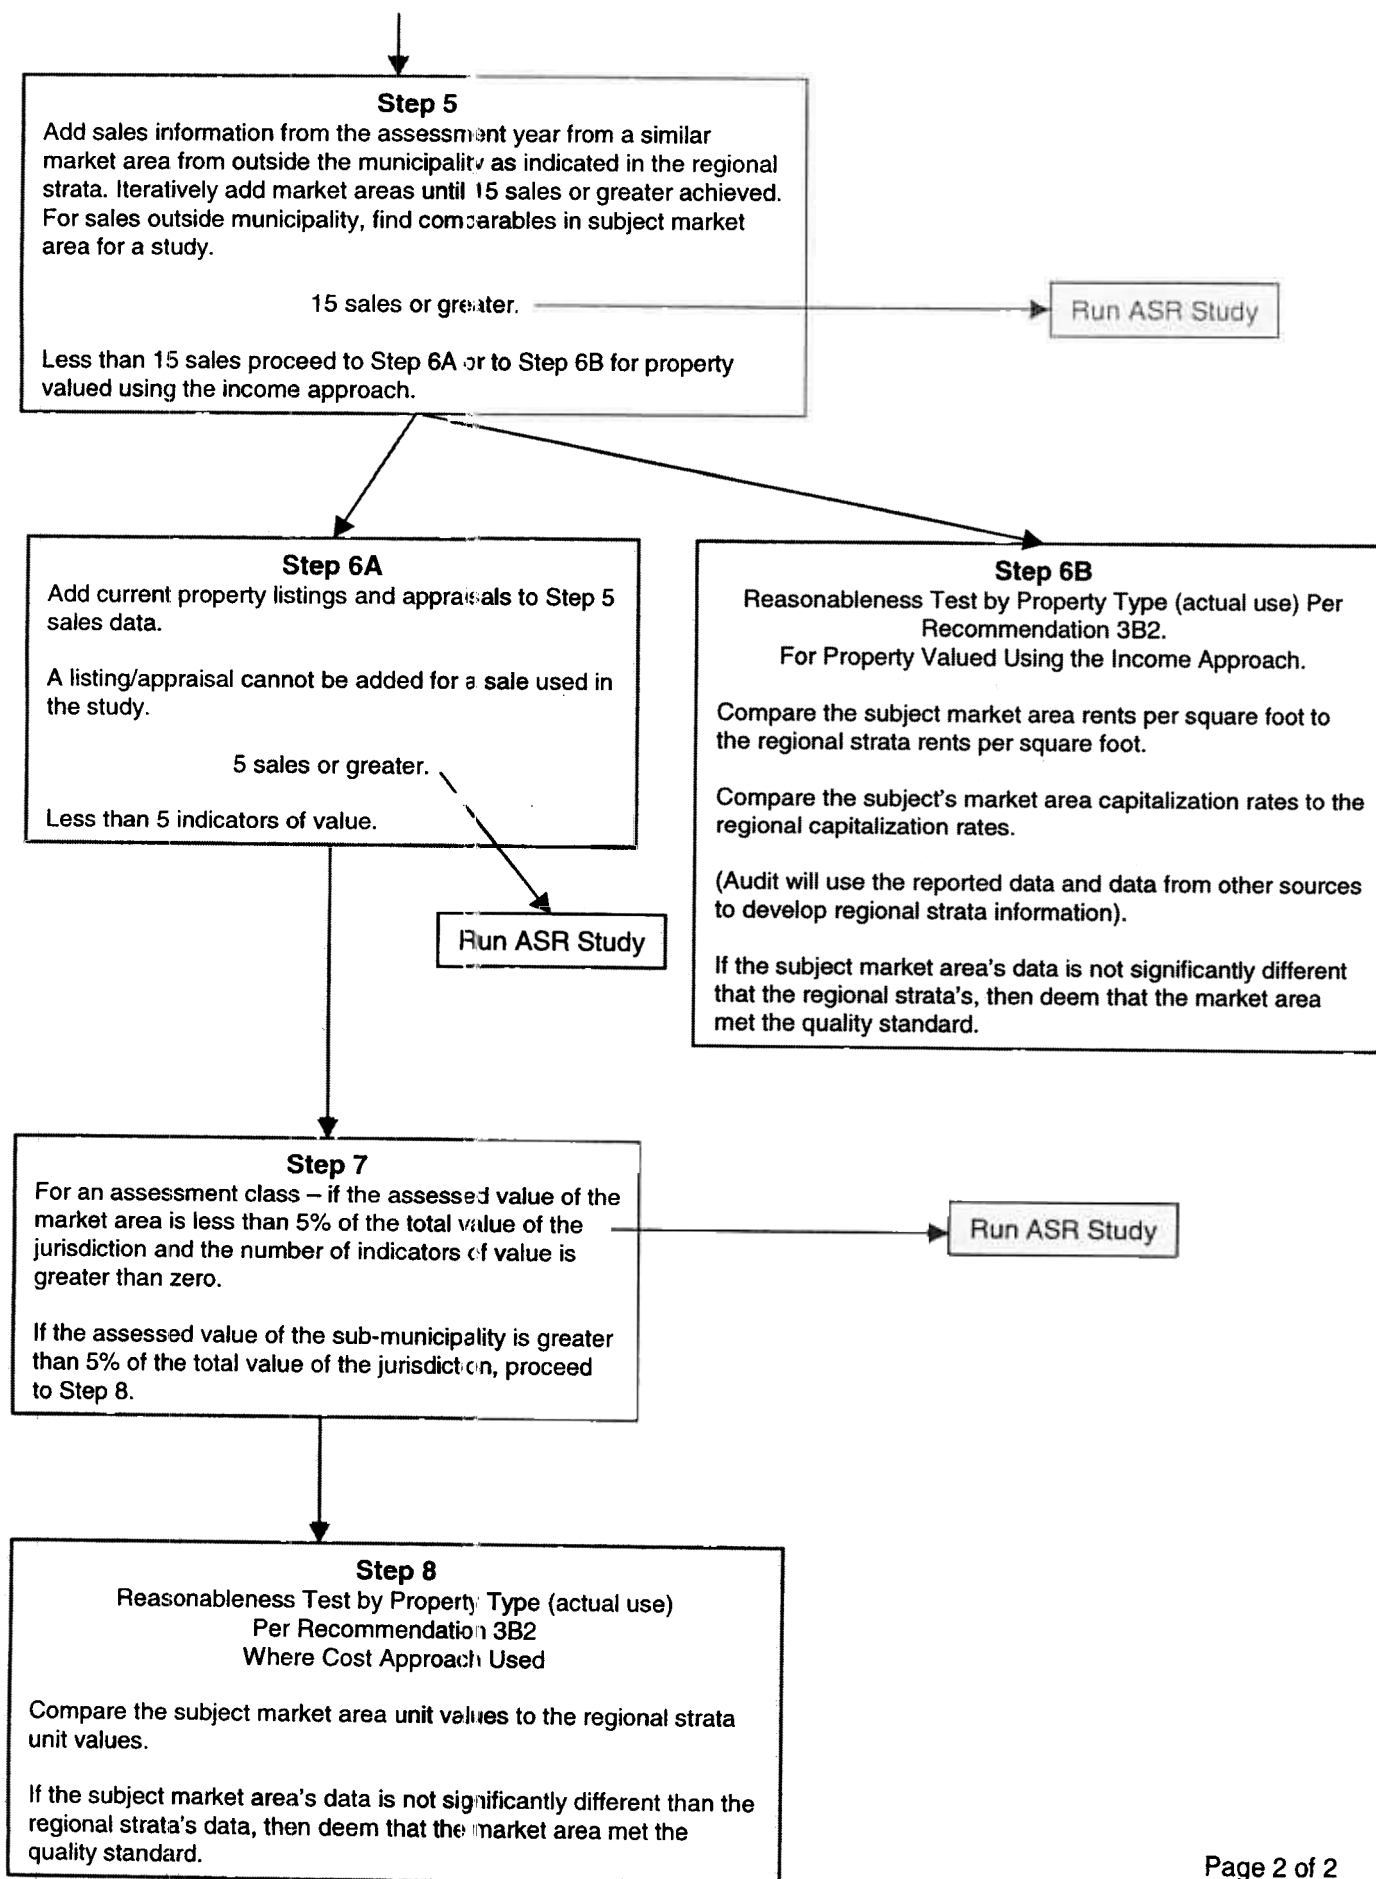 Step 5
Add sales information from the assessment year from a similar
market area from outside the municipality as indicated in the regional
strata. Iteratively add market areas until 15 sales or greater achieved.
For sales outside municipality, find comparables in subject market
area for a study.
15 sales or greater.
Run ASR Study
Less than 15 sales proceed to Step 6A or to Step 6B for property
valued using the income approach.
Step 6A
Add current property listings and appraisals to Step 5
sales data.
A listing/appraisal cannot be added for a sale used in
the study.
5 sales or greater.
Less than 5 indicators of value.
Run ASR Study
Step 6B
Reasonableness Test by Property Type (actual use) Per
Recommendation 3B2.
For Property Valued Using the Income Approach.
Compare the subject market area rents per square foot to
the regional strata rents per square foot.
Compare the subject's market area capitalization rates to the
regional capitalization rates.
(Audit will use the reported data and data from other sources
to develop regional strata information).
If the subject market area's data is not significantly different
that the regional strata's, then deem that the market area
met the quality standard.
Step 7
For an assessment class – if the assessed value of the
market area is less than 5% of the total value of the
jurisdiction and the number of indicators of value is
greater than zero.
Run ASR Study
If the assessed value of the sub-municipality is greater
than 5% of the total value of the jurisdiction, proceed
to Step 8.
Step 8
Reasonableness Test by Property Type (actual use)
Per Recommendation 3B2
Where Cost Approach Used
Compare the subject market area unit values to the regional strata
unit values.
If the subject market area's data is not significantly different than the
regional strata's data, then deem that the market area met the
quality standard.
Page 2 of 2